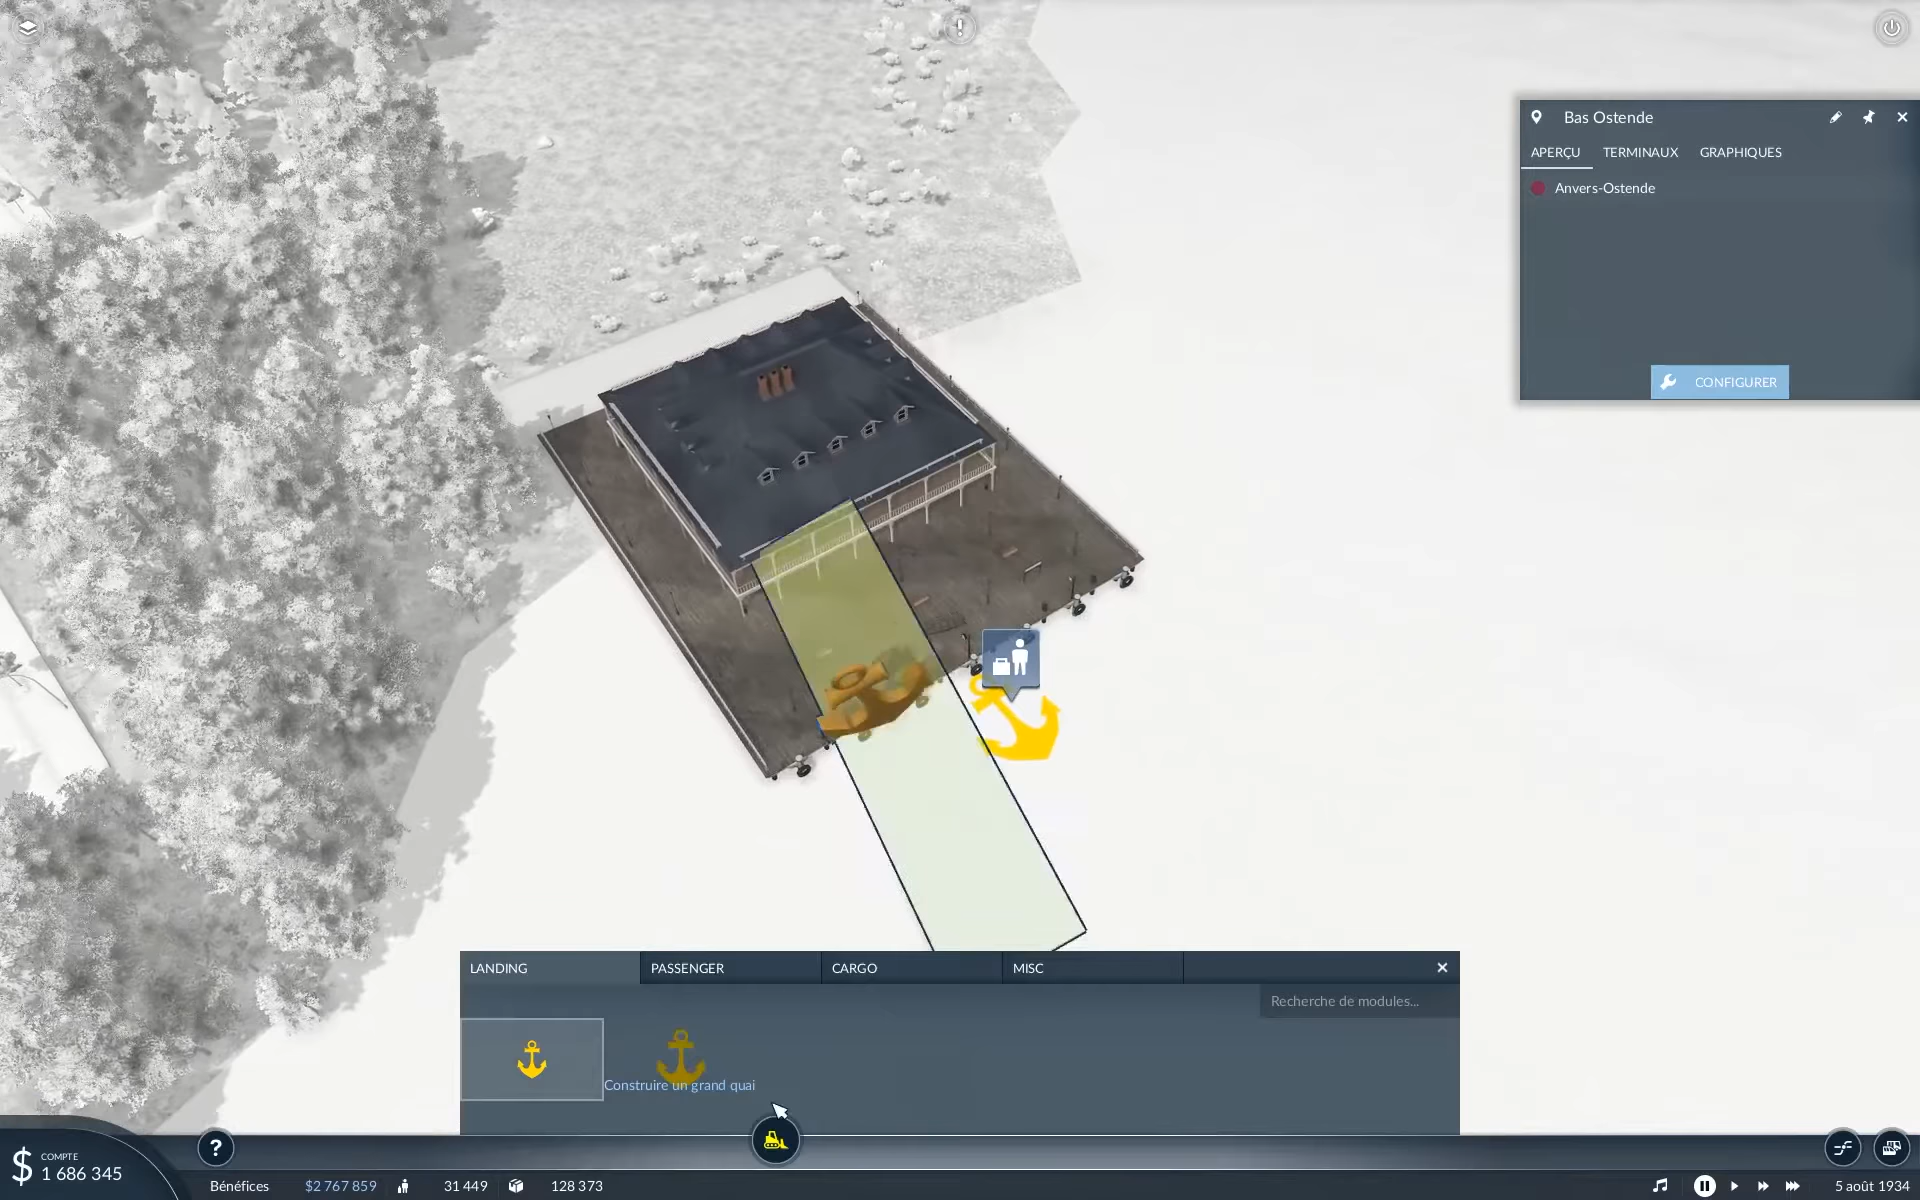 Bas Ostende
APERÇU TERMINAUX GRAPHIQUES
Anvers-Ostende
CONFIGURER
LANDING PASSENGER CARGO MISC
Recherche de modules...
Construire un grand quai
?
$ COMPTE
1 686 345
Bénéfices $2 767 859 31 449 128 373
5 août 1934